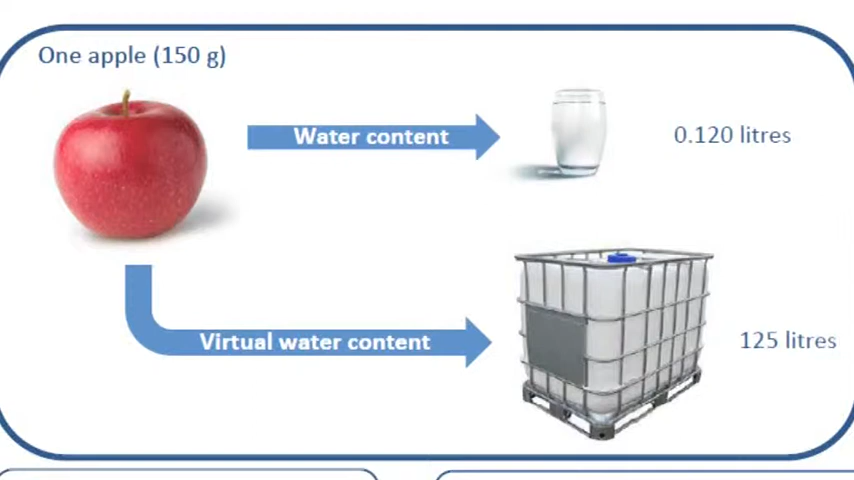 One apple (150 g)
Water content
0.120 litres
Virtual water content
125 litres